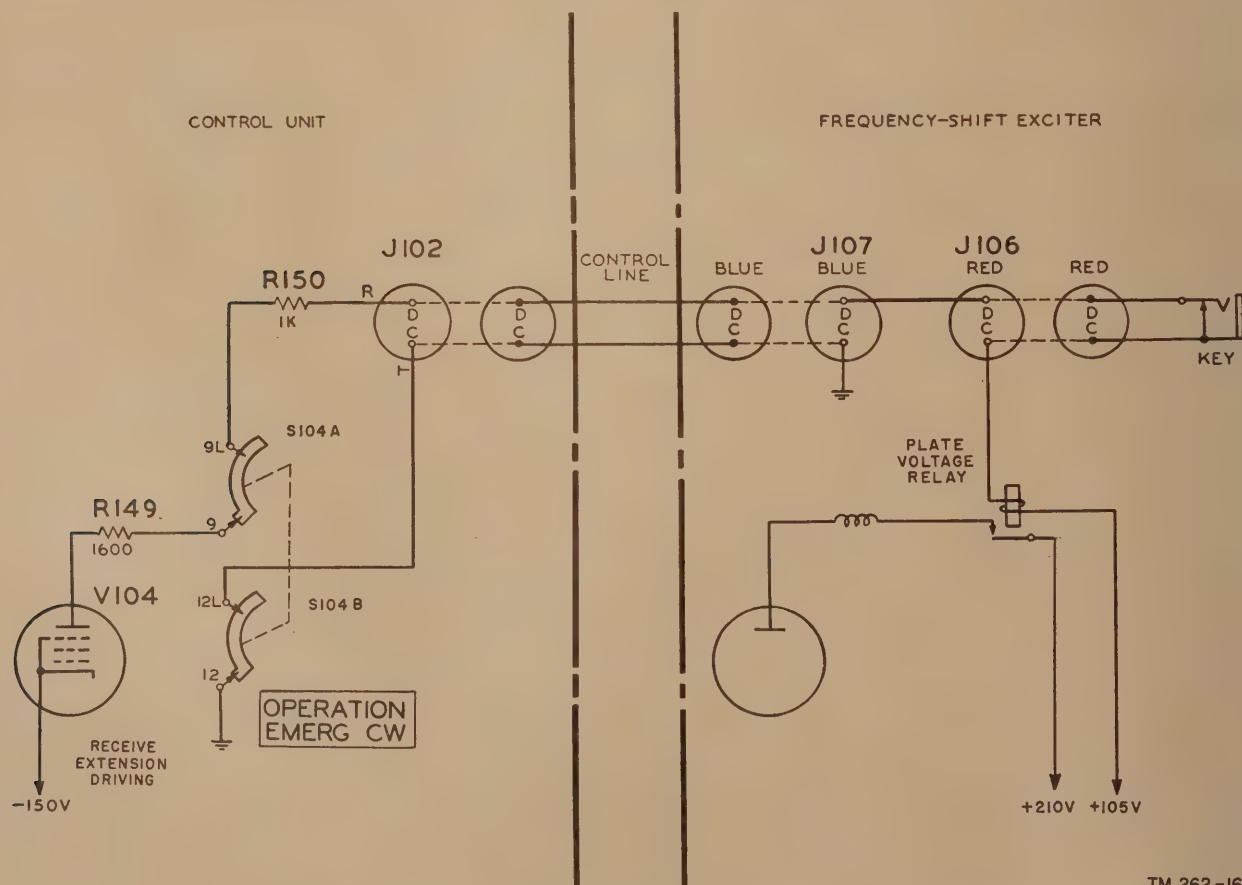 CONTROL UNIT
FREQUENCY-SHIFT EXCITER
J102
CONTROL
LINE
BLUE
J107
BLUE
J106
RED
RED
R150
1K
R
D
C
D
C
D
C
D
C
D
C
D
C
T
KEY
9L
S104A
PLATE
VOLTAGE
RELAY
R149
1600
9
V104
12L
S104B
12
OPERATION
EMERG CW
RECEIVE
EXTENSION
DRIVING
-150V
+210V
+105V